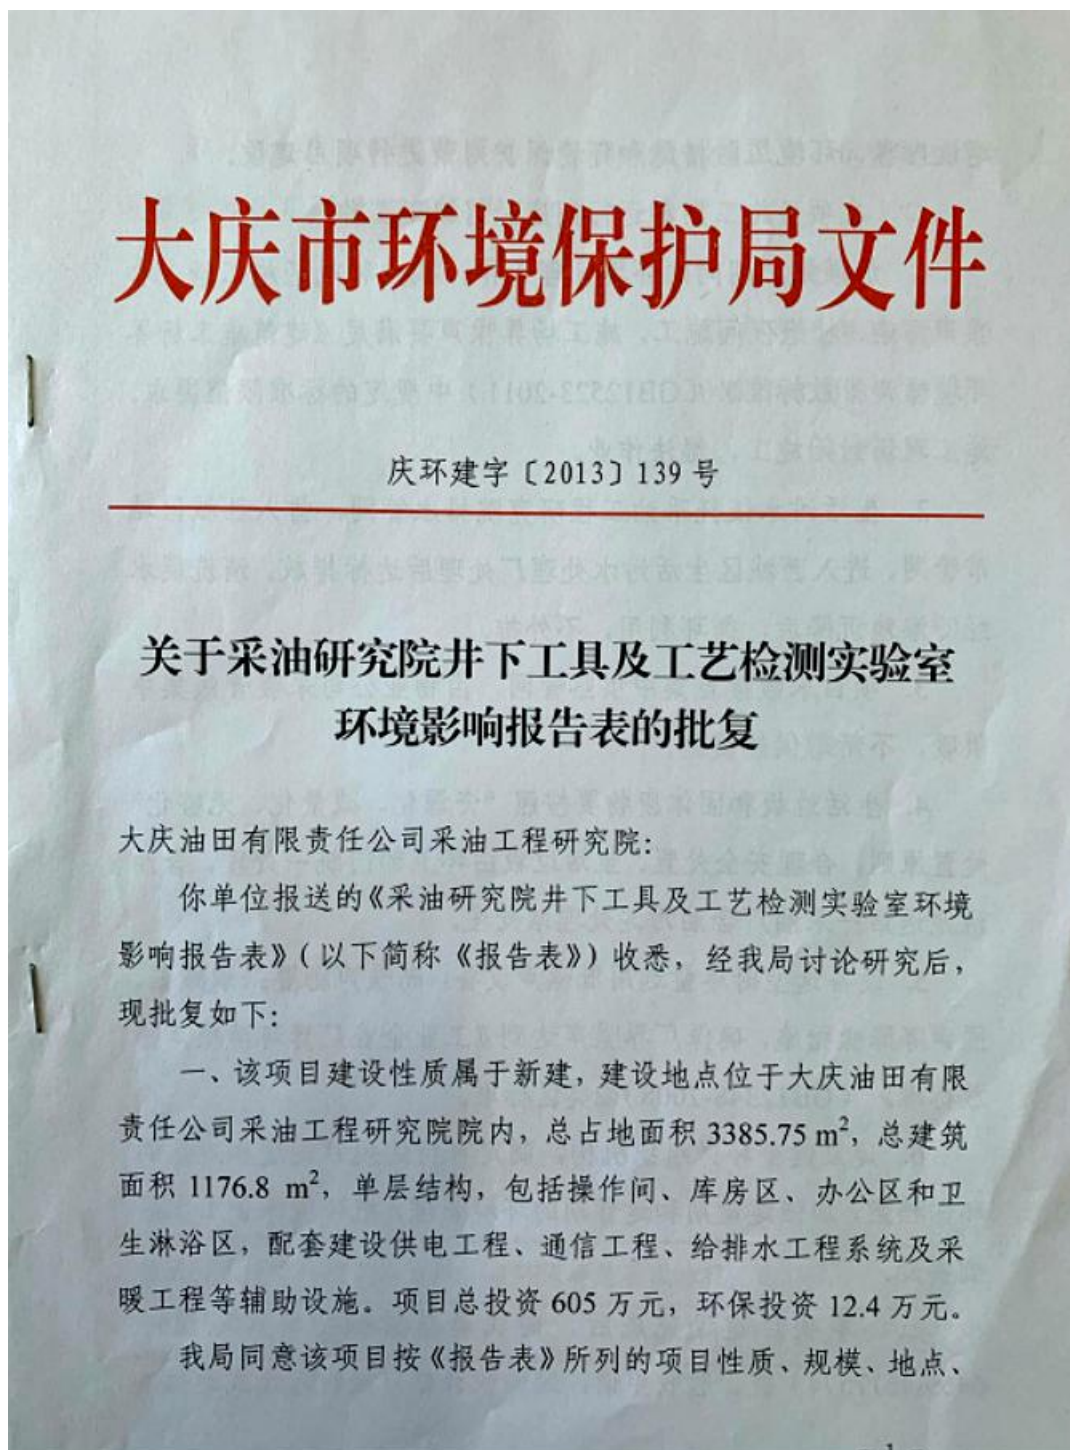 大庆市环境保护局文件
庆环建字〔2013〕139号
关于采油研究院井下工具及工艺检测实验室
环境影响报告表的批复
大庆油田有限责任公司采油工程研究院:
你单位报送的《采油研究院井下工具及工艺检测实验室环境
影响报告表》(以下简称《报告表》)收悉,经我局讨论研究后,
现批复如下:
一、该项目建设性质属于新建,建设地点位于大庆油田有限
责任公司采油工程研究院院内,总占地面积 3385.75 m²,总建筑
面积 1176.8 m²,单层结构,包括操作间、库房区、办公区和卫
生淋浴区,配套建设供电工程、通信工程、给排水工程系统及采
暖工程等辅助设施。项目总投资 605 万元,环保投资 12.4 万元。
我局同意该项目按《报告表》所列的项目性质、规模、地点、